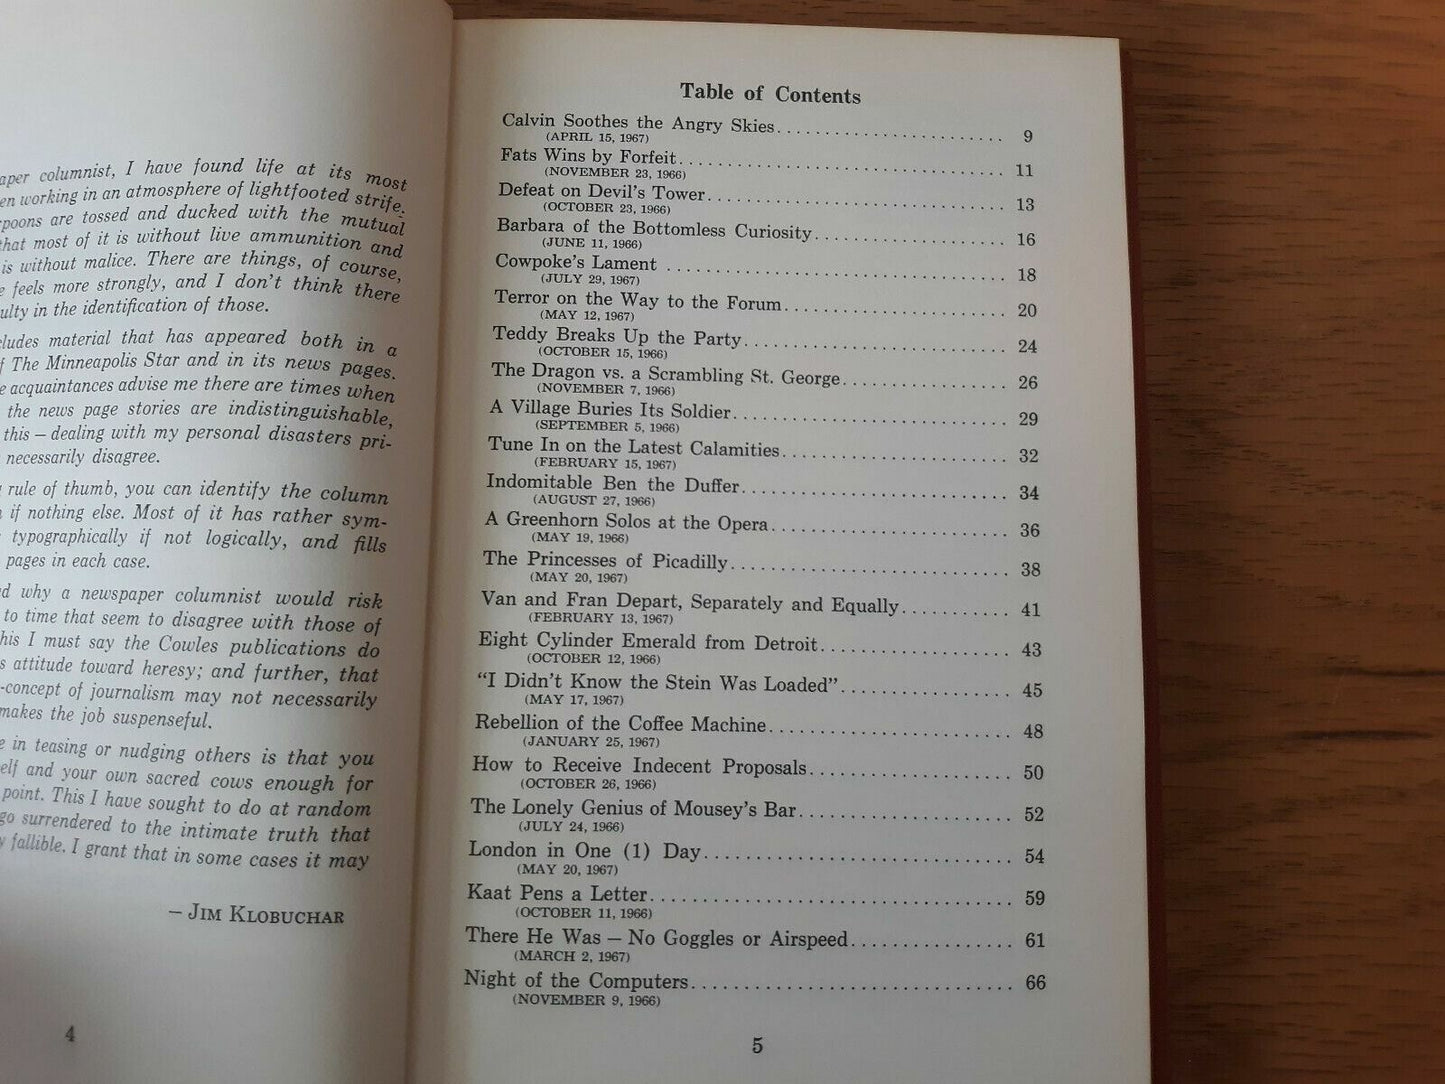 paper columnist, I have found life at its most
en working in an atmosphere of lightfooted strife.
poons are tossed and ducked with the mutual
that most of it is without live ammunition and
is without malice. There are things, of course,
e feels more strongly, and I don't think there
ulty in the identification of those.
cludes material that has appeared both in a
f The Minneapolis Star and in its news pages.
e acquaintances advise me there are times when
the news page stories are indistinguishable,
this – dealing with my personal disasters pri-
necessarily disagree.
rule of thumb, you can identify the column
if nothing else. Most of it has rather sym-
typographically if not logically, and fills
pages in each case.
d why a newspaper columnist would risk
to time that seem to disagree with those of
his I must say the Cowles publications do
s attitude toward heresy; and further, that
-concept of journalism may not necessarily
makes the job suspenseful.
e in teasing or nudging others is that you
elf and your own sacred cows enough for
point. This I have sought to do at random
go surrendered to the intimate truth that
y fallible. I grant that in some cases it may
– JIM KLOBUCHAR
4
Table of Contents
Calvin Soothes the Angry Skies........................ 9
(APRIL 15, 1967)
Fats Wins by Forfeit.................................. 11
(NOVEMBER 23, 1966)
Defeat on Devil's Tower............................... 13
(OCTOBER 23, 1966)
Barbara of the Bottomless Curiosity.................... 16
(JUNE 11, 1966)
Cowpoke's Lament .................................... 18
(JULY 29, 1967)
Terror on the Way to the Forum........................ 20
(MAY 12, 1967)
Teddy Breaks Up the Party............................ 24
(OCTOBER 15, 1966)
The Dragon vs. a Scrambling St. George................. 26
(NOVEMBER 7, 1966)
A Village Buries Its Soldier............................. 29
(SEPTEMBER 5, 1966)
Tune In on the Latest Calamities....................... 32
(FEBRUARY 15, 1967)
Indomitable Ben the Duffer............................ 34
(AUGUST 27, 1966)
A Greenhorn Solos at the Opera........................ 36
(MAY 19, 1966)
The Princesses of Picadilly............................. 38
(MAY 20, 1967)
Van and Fran Depart, Separately and Equally........... 41
(FEBRUARY 13, 1967)
Eight Cylinder Emerald from Detroit.................... 43
(OCTOBER 12, 1966)
"I Didn't Know the Stein Was Loaded".................. 45
(MAY 17, 1967)
Rebellion of the Coffee Machine......................... 48
(JANUARY 25, 1967)
How to Receive Indecent Proposals..................... 50
(OCTOBER 26, 1966)
The Lonely Genius of Mousey's Bar...................... 52
(JULY 24, 1966)
London in One (1) Day................................ 54
(MAY 20, 1967)
Kaat Pens a Letter.................................... 59
(OCTOBER 11, 1966)
There He Was – No Goggles or Airspeed................ 61
(MARCH 2, 1967)
Night of the Computers................................ 66
(NOVEMBER 9, 1966)
5